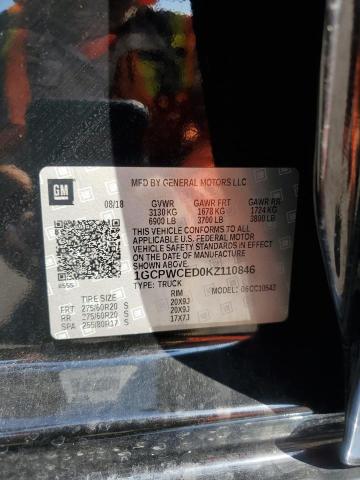 GM
MFD BY GENERAL MOTORS LLC
08/18 GVWR GAWR FRT GAWR RR
3130 KG 1678 KG 1724 KG
6900 LB 3700 LB 3800 LB
THIS VEHICLE CONFORMS TO ALL
APPLICABLE U.S. FEDERAL MOTOR
VEHICLE SAFETY STANDARDS IN EFFECT
ON THE DATE OF MANUFACTURE SHOWN ABOVE.
1GCPWCED0KZ110846
TYPE: TRUCK MODEL:
TIRE SIZE RIM
FRT 275/60R20 S 20X9J
RR 275/60R20 S 20X9J
SPA 255/80R17 S 17X7J